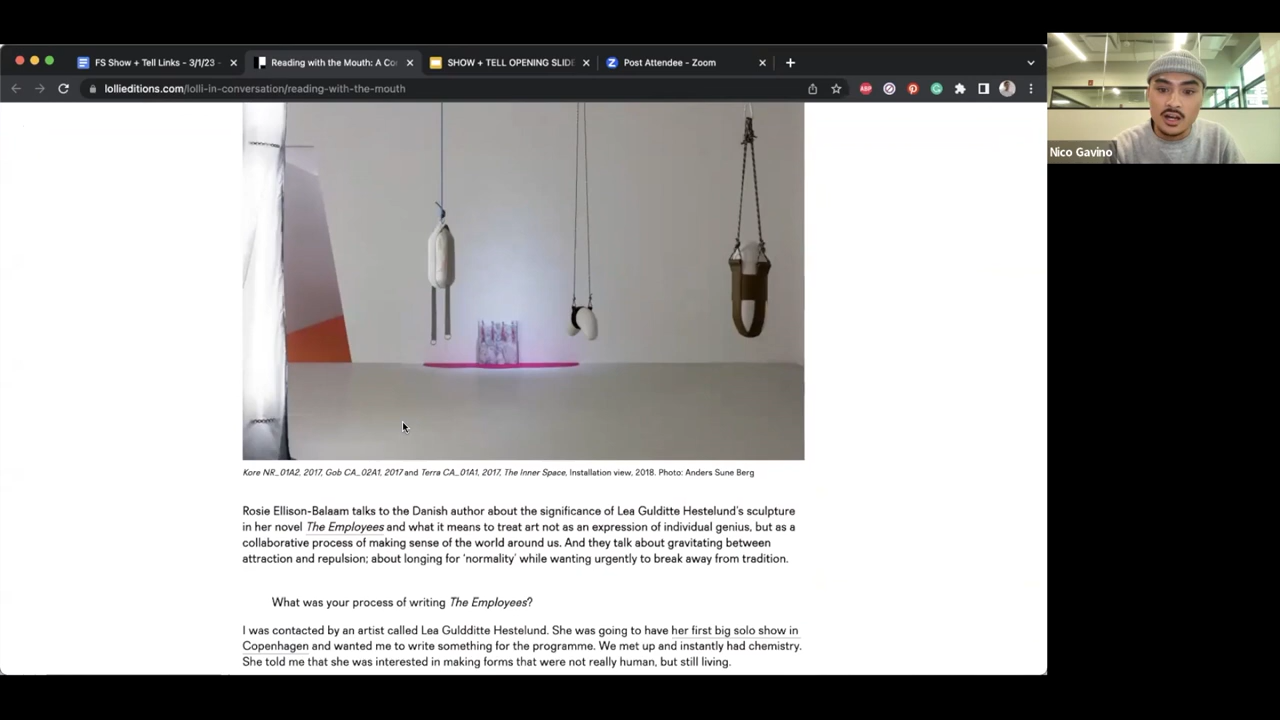 FS Show + Tell Links - 3/1/23 -
Reading with the Mouth: A Co
SHOW + TELL OPENING SLIDE
Post Attendee - Zoom
lollieditions.com/lolli-in-conversation/reading-with-the-mouth
ABP
Nico Gavino
Kore NR_01A2, 2017, Gob CA_02A1, 2017 and Terra CA_01A1, 2017, The Inner Space, Installation view, 2018. Photo: Anders Sune Berg
Rosie Ellison-Balaam talks to the Danish author about the significance of Lea Gulditte Hestelund's sculpture
in her novel The Employees and what it means to treat art not as an expression of individual genius, but as a
collaborative process of making sense of the world around us. And they talk about gravitating between
attraction and repulsion; about longing for 'normality' while wanting urgently to break away from tradition.
What was your process of writing The Employees?
I was contacted by an artist called Lea Guldditte Hestelund. She was going to have her first big solo show in
Copenhagen and wanted me to write something for the programme. We met up and instantly had chemistry.
She told me that she was interested in making forms that were not really human, but still living.